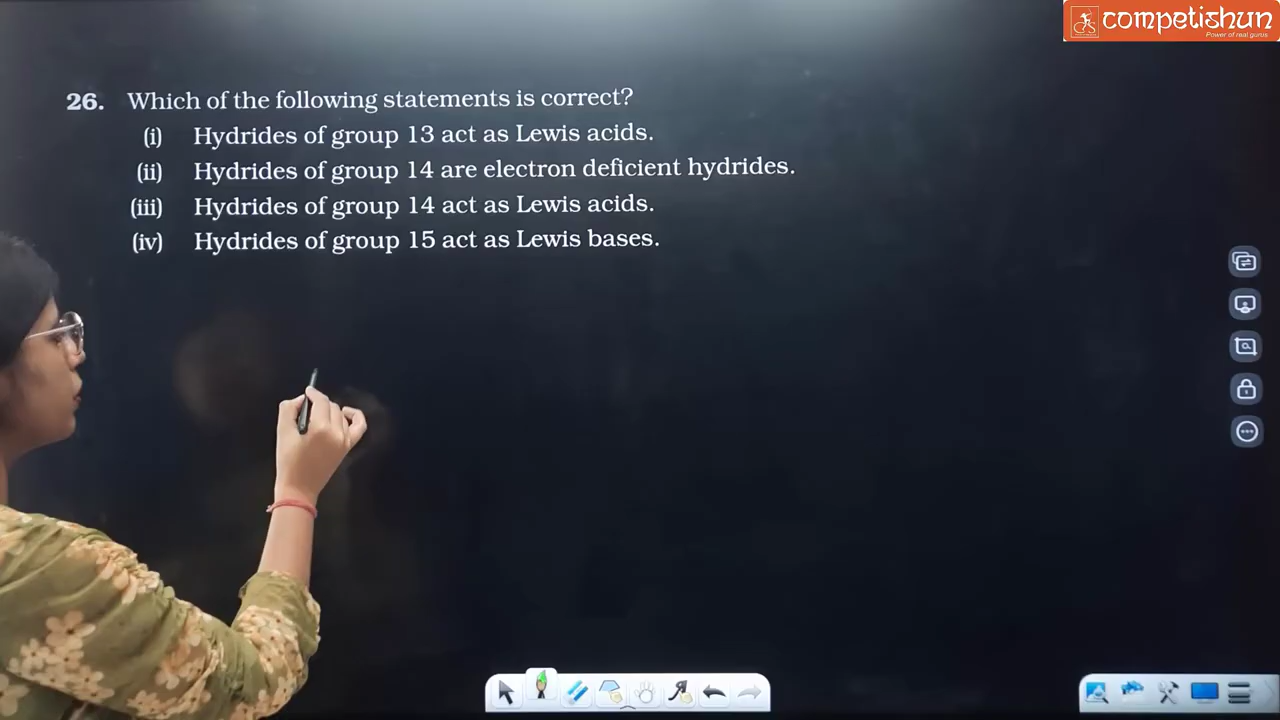 competishun
Power of real gurus
26. Which of the following statements is correct?
(i) Hydrides of group 13 act as Lewis acids.
(ii) Hydrides of group 14 are electron deficient hydrides.
(iii) Hydrides of group 14 act as Lewis acids.
(iv) Hydrides of group 15 act as Lewis bases.